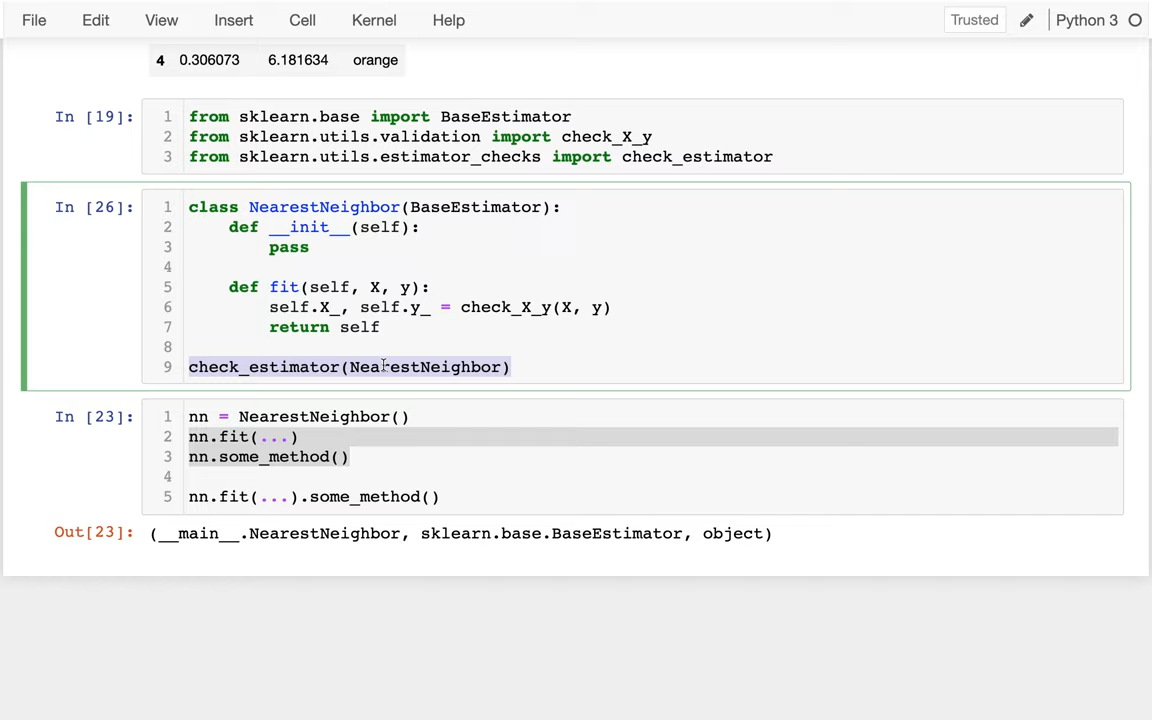 File Edit View Insert Cell Kernel Help Trusted Python 3
4 0.306073 6.181634 orange
In [19]:
1 from sklearn.base import BaseEstimator
2 from sklearn.utils.validation import check_X_y
3 from sklearn.utils.estimator_checks import check_estimator
In [26]:
1 class NearestNeighbor(BaseEstimator):
2     def __init__(self):
3         pass
4
5     def fit(self, X, y):
6         self.X_, self.y_ = check_X_y(X, y)
7         return self
8
9 check_estimator(NearestNeighbor)
In [23]:
1 nn = NearestNeighbor()
2 nn.fit(...)
3 nn.some_method()
4
5 nn.fit(...).some_method()
Out[23]: (__main__.NearestNeighbor, sklearn.base.BaseEstimator, object)